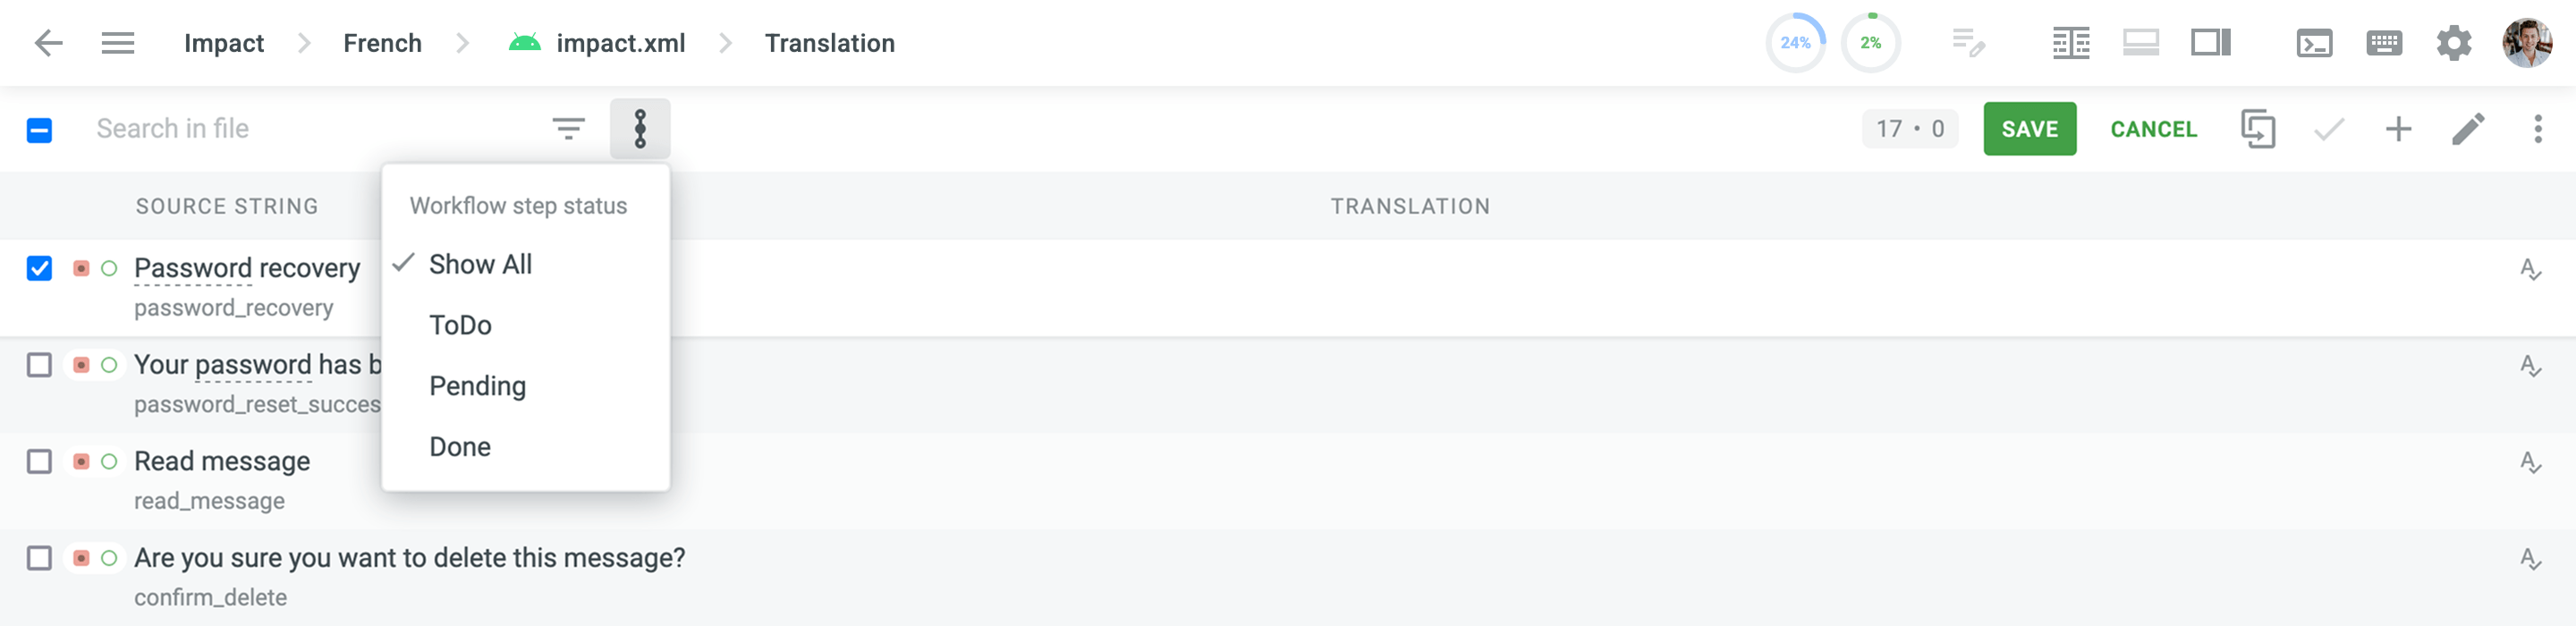 Impact
French
impact.xml
Translation
24%
2%
Search in file
17 • 0
SAVE
CANCEL
SOURCE STRING
TRANSLATION
Workflow step status
Show All
ToDo
Pending
Done
Password recovery
password_recovery
Your password has b
password_reset_succes
Read message
read_message
Are you sure you want to delete this message?
confirm_delete